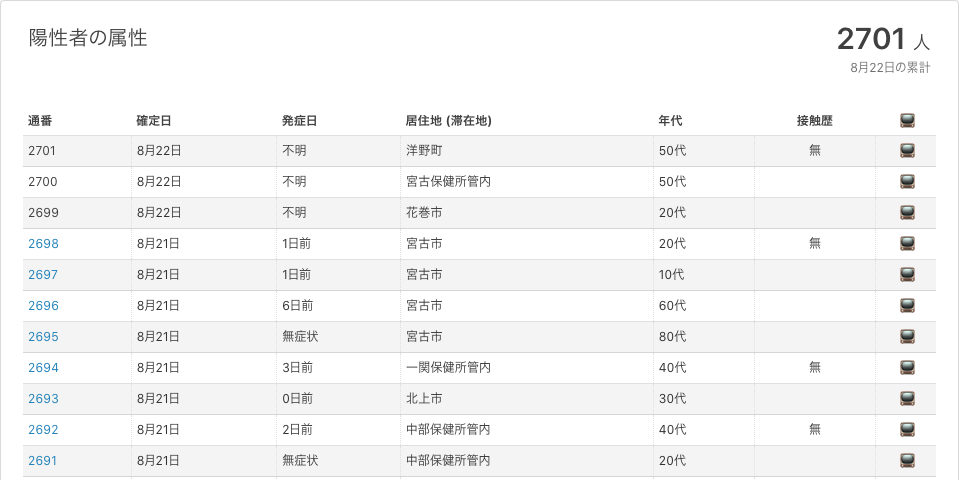 陽性者の属性
2701 人
8月22日の累計
通番 確定日 発症日 居住地 (滞在地) 年代 接触歴
2701 8月22日 不明 洋野町 50代 無
2700 8月22日 不明 宮古保健所管内 50代
2699 8月22日 不明 花巻市 20代
2698 8月21日 1日前 宮古市 20代 無
2697 8月21日 1日前 宮古市 10代
2696 8月21日 6日前 宮古市 60代
2695 8月21日 無症状 宮古市 80代
2694 8月21日 3日前 一関保健所管内 40代 無
2693 8月21日 0日前 北上市 30代
2692 8月21日 2日前 中部保健所管内 40代 無
2691 8月21日 無症状 中部保健所管内 20代